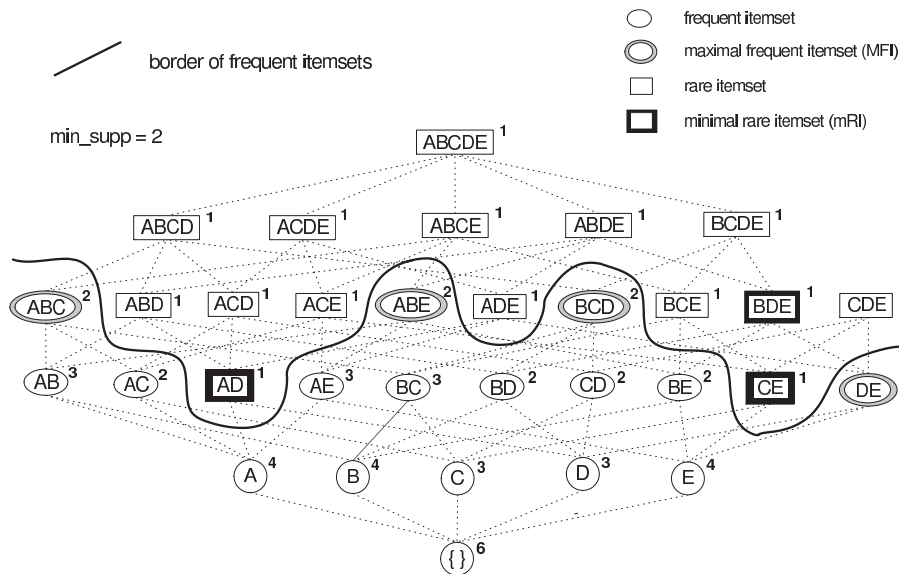 frequent itemset
border of frequent itemsets
maximal frequent itemset (MFI)
rare itemset
min_supp = 2
minimal rare itemset (mRI)
ABCDE 1
ABCD 1 ACDE 1 ABCE 1 ABDE 1 BCDE 1
ABC 2 ABD 1 ACD 1 ACE 1 ABE 2 ADE 1 BCD 2 BCE 1 BDE 1 CDE 1
AB 3 AC 2 AD 1 AE 3 BC 3 BD 2 CD 2 BE 2 CE 1 DE 2
A 4 B 4 C 3 D 3 E 4
{ } 6